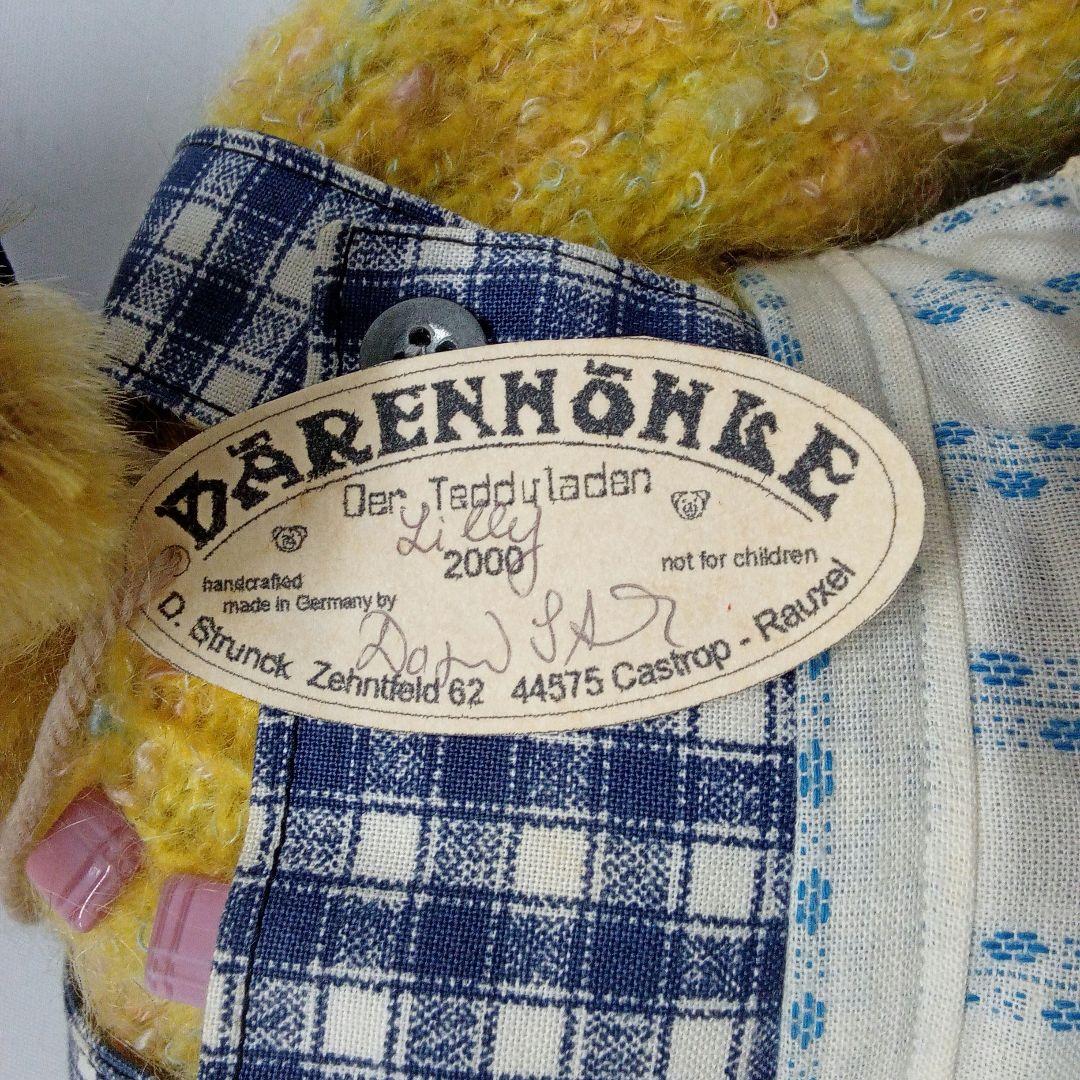 BÄRENHÖHLE
Der Teddyladen
Lilly
2000
not for children
handcrafted
made in Germany by
D. Strunck Zehntfeld 62 44575 Castrop - Rauxel